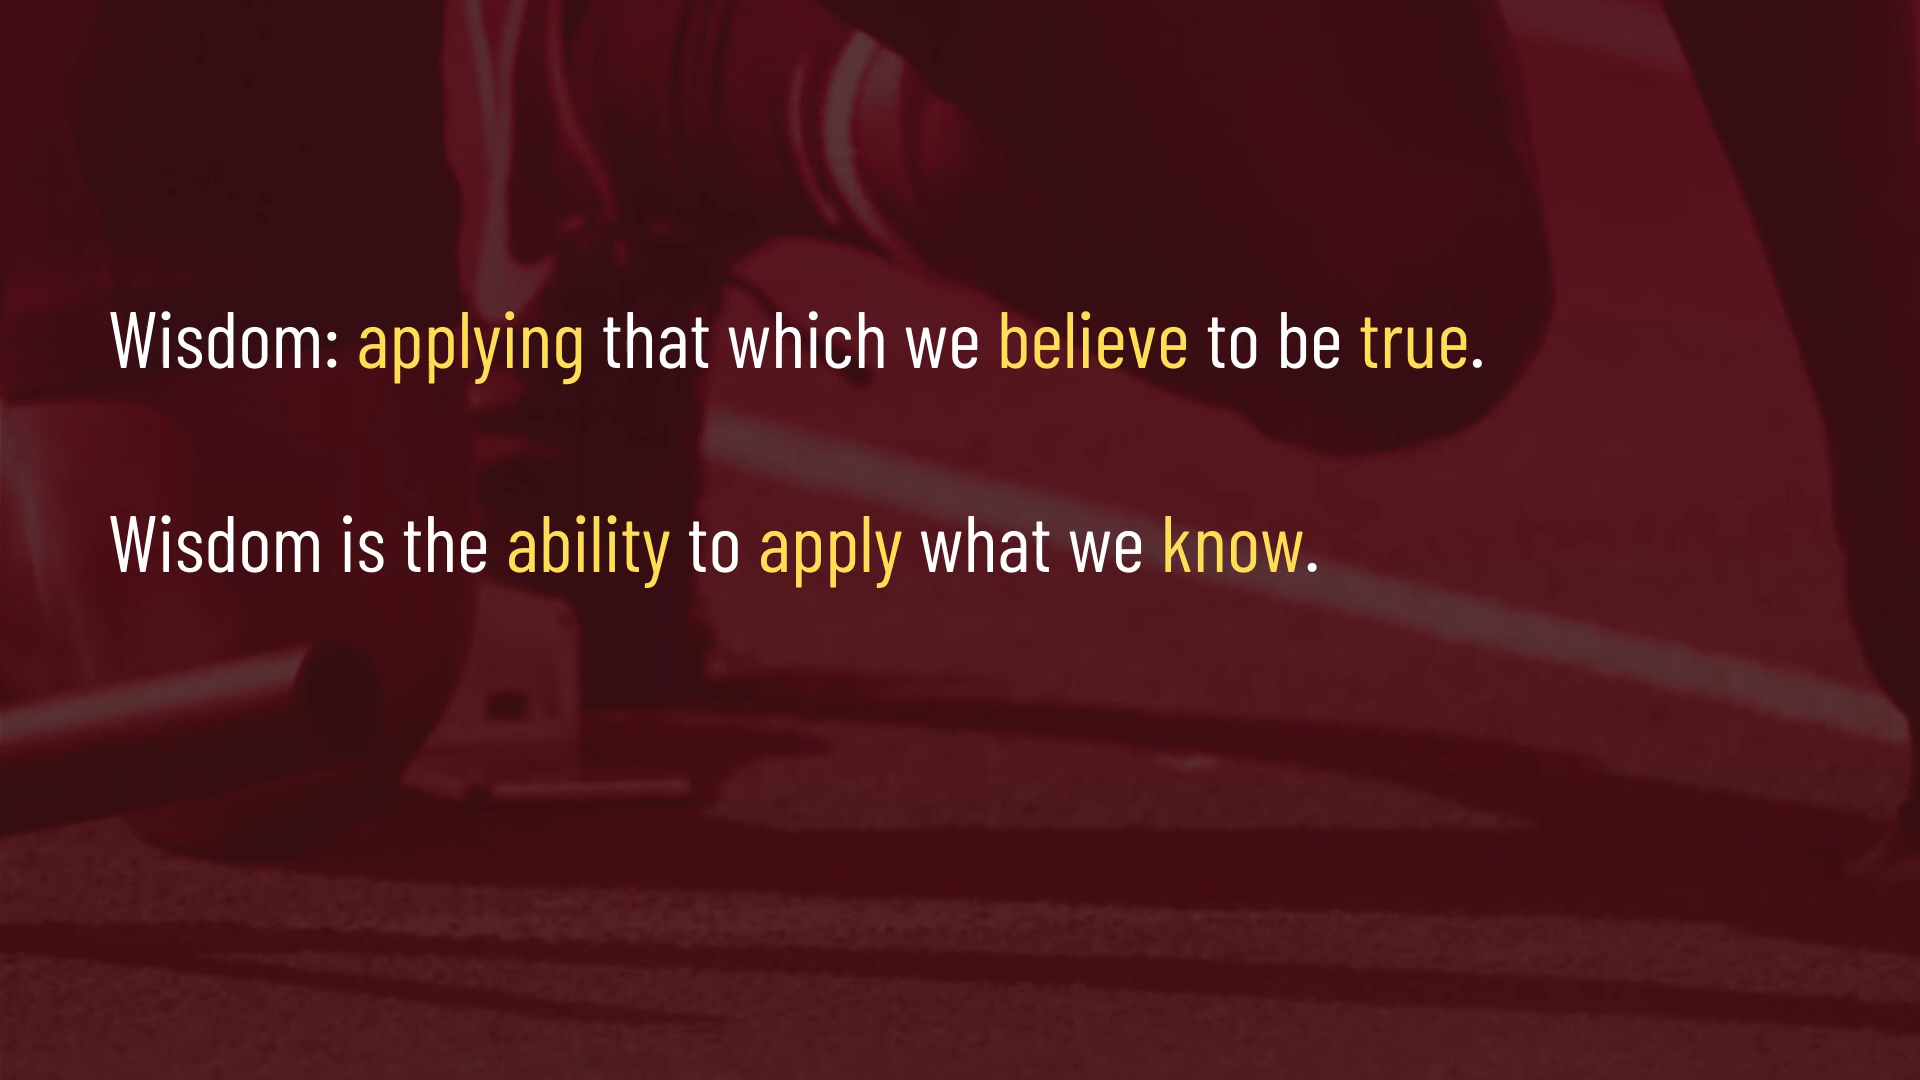 Wisdom: applying that which we believe to be true.
Wisdom is the ability to apply what we know.